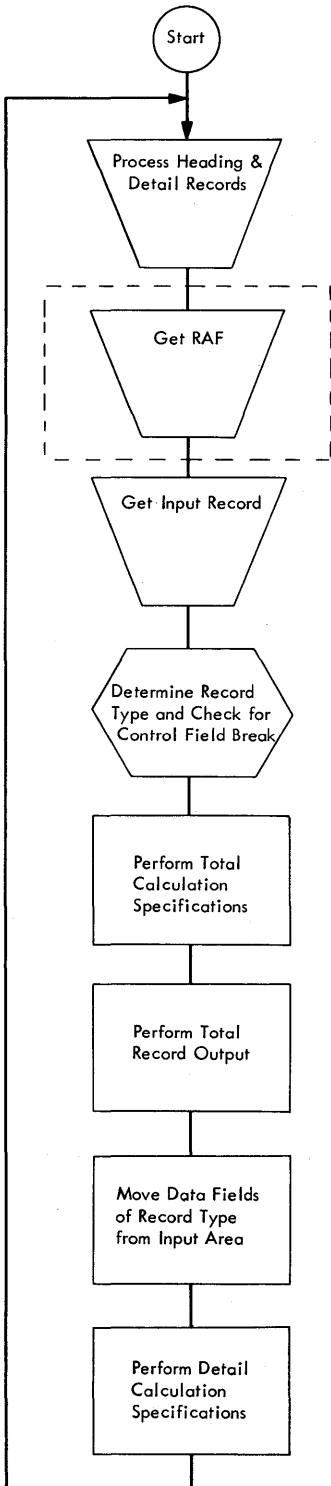 Start
Process Heading &
Detail Records
Get RAF
Get Input Record
Determine Record
Type and Check for
Control Field Break
Perform Total
Calculation
Specifications
Perform Total
Record Output
Move Data Fields
of Record Type
from Input Area
Perform Detail
Calculation
Specifications